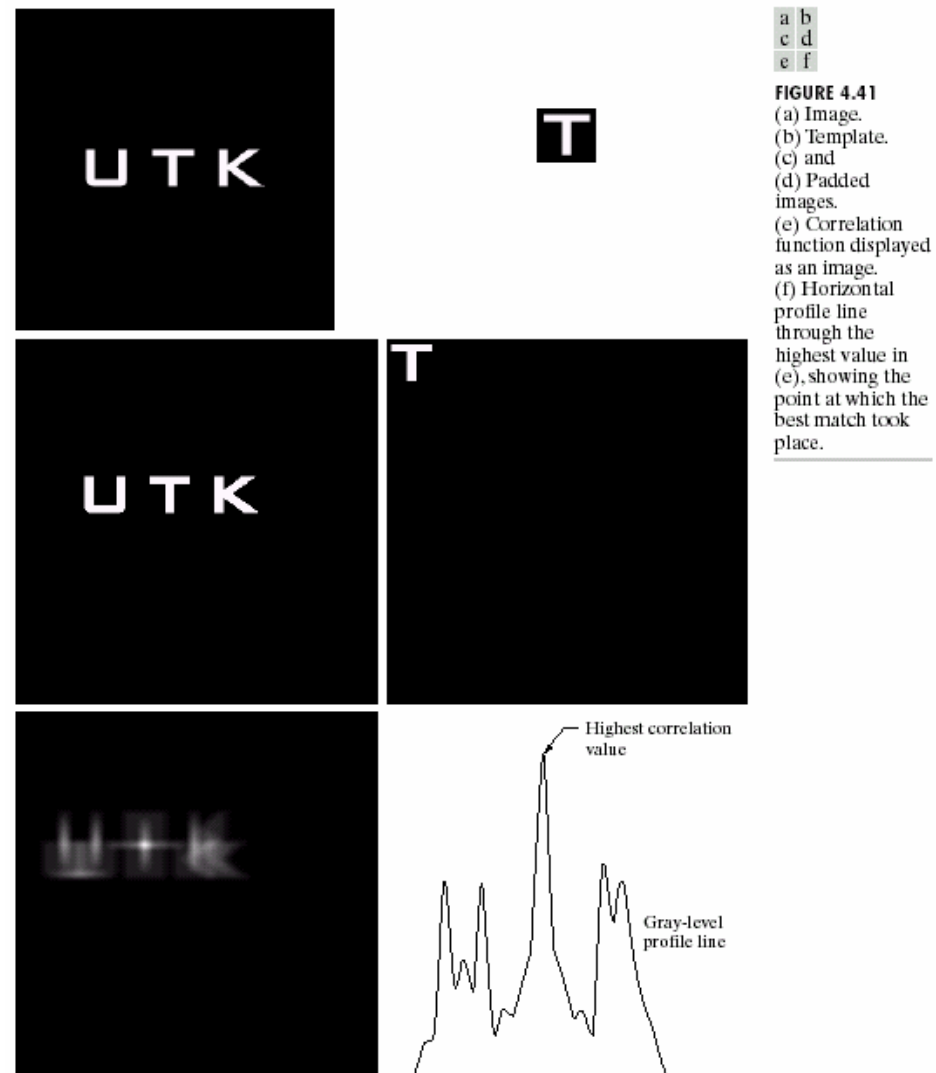 U T K
T
a b
c d
e f
FIGURE 4.41
(a) Image.
(b) Template.
(c) and
(d) Padded
images.
(e) Correlation
function displayed
as an image.
(f) Horizontal
profile line
through the
highest value in
(e), showing the
point at which the
best match took
place.
T
U T K
Highest correlation
value
U T K
Gray-level
profile line